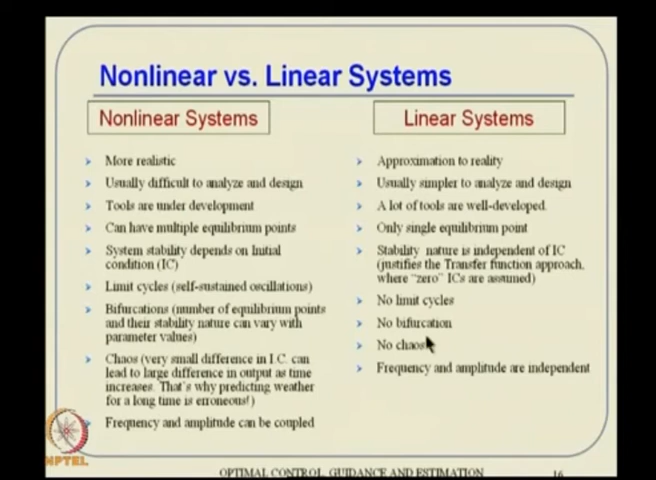 Nonlinear vs. Linear Systems
Nonlinear Systems
More realistic
Usually difficult to analyze and design
Tools are under development
Can have multiple equilibrium points
System stability depends on Initial
condition (IC)
Limit cycles (self-sustained oscillations)
Bifurcations (number of equilibrium points
and their stability nature can vary with
parameter values)
Chaos (very small difference in I.C. can
lead to large difference in output as time
increases. That's why predicting weather
for a long time is erroneous!)
Frequency and amplitude can be coupled
Linear Systems
Approximation to reality
Usually simpler to analyze and design
A lot of tools are well-developed.
Only single equilibrium point
Stability nature is independent of IC
(justifies the Transfer function approach,
where "zero" ICs are assumed)
No limit cycles
No bifurcation
No chaos
Frequency and amplitude are independent
NPTEL
OPTIMAL CONTROL, GUIDANCE AND ESTIMATION
16